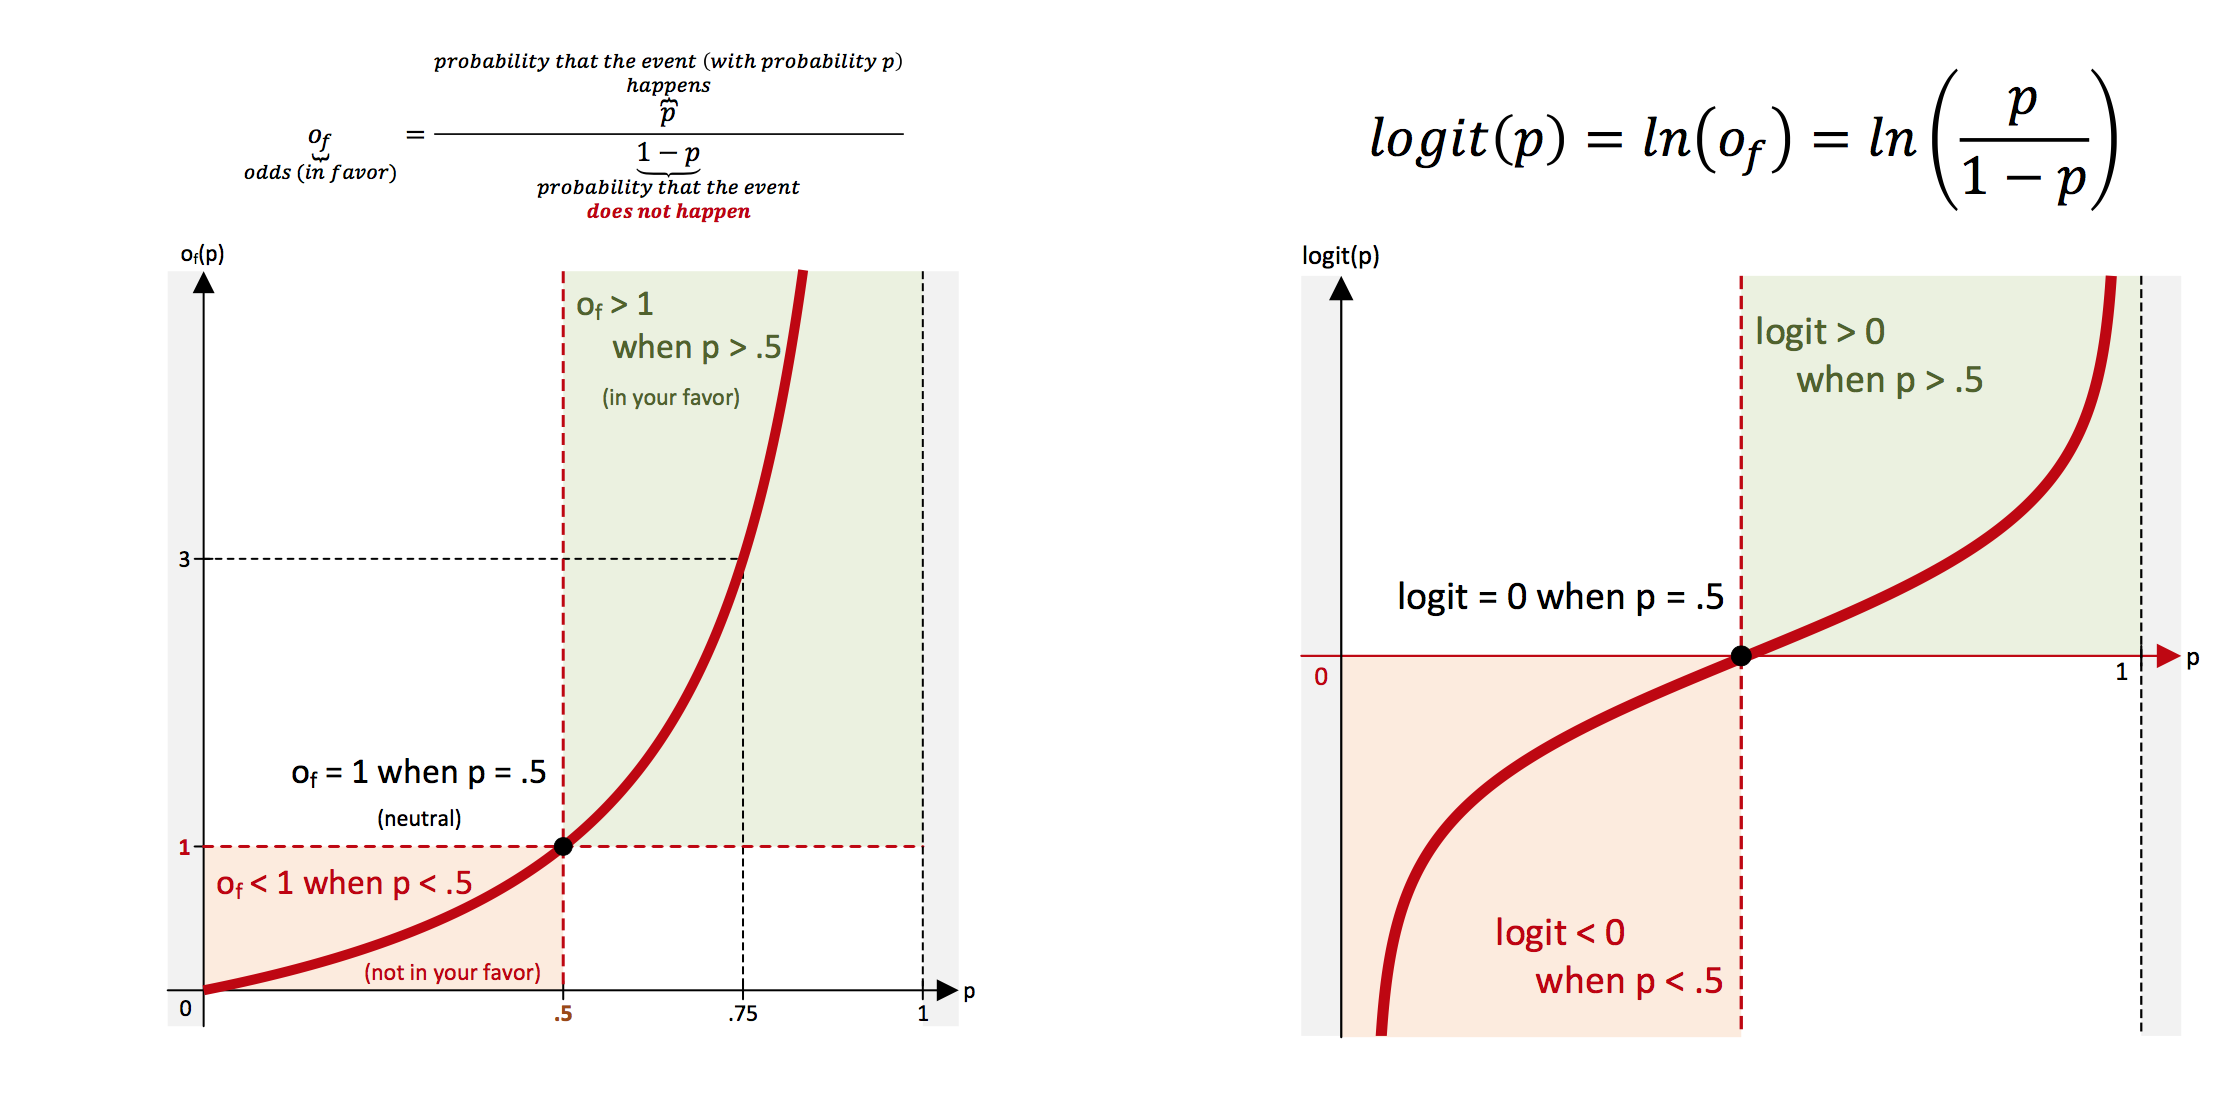 probability that the event (with probability p)
happens
p
o_f =
odds (in favor)
1 − p
probability that the event
does not happen
o_f(p)
o_f > 1
when p > .5
(in your favor)
3
o_f = 1 when p = .5
(neutral)
1
o_f < 1 when p < .5
(not in your favor)
0
.5
.75
1
p
logit(p) = ln(o_f) = ln(p / 1 − p)
logit(p)
logit > 0
when p > .5
logit = 0 when p = .5
0
1
p
logit < 0
when p < .5